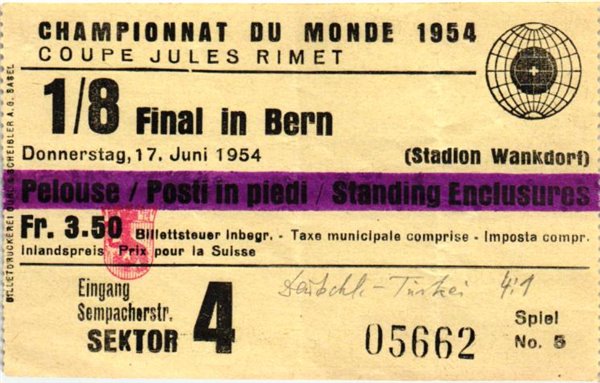 CHAMPIONNAT DU MONDE 1954
COUPE JULES RIMET
1/8 Final in Bern
Donnerstag, 17. Juni 1954
(Stadion Wankdorf)
Pelouse / Posti in piedi / Standing Enclusures
Fr. 3.50 Billettsteuer inbegr. - Taxe municipale comprise - Imposta compr.
Inlandspreis Prix pour la Suisse
Eingang
Sempacherstr.
SEKTOR 4
Türkei 4:1
05662
Spiel
No. 5